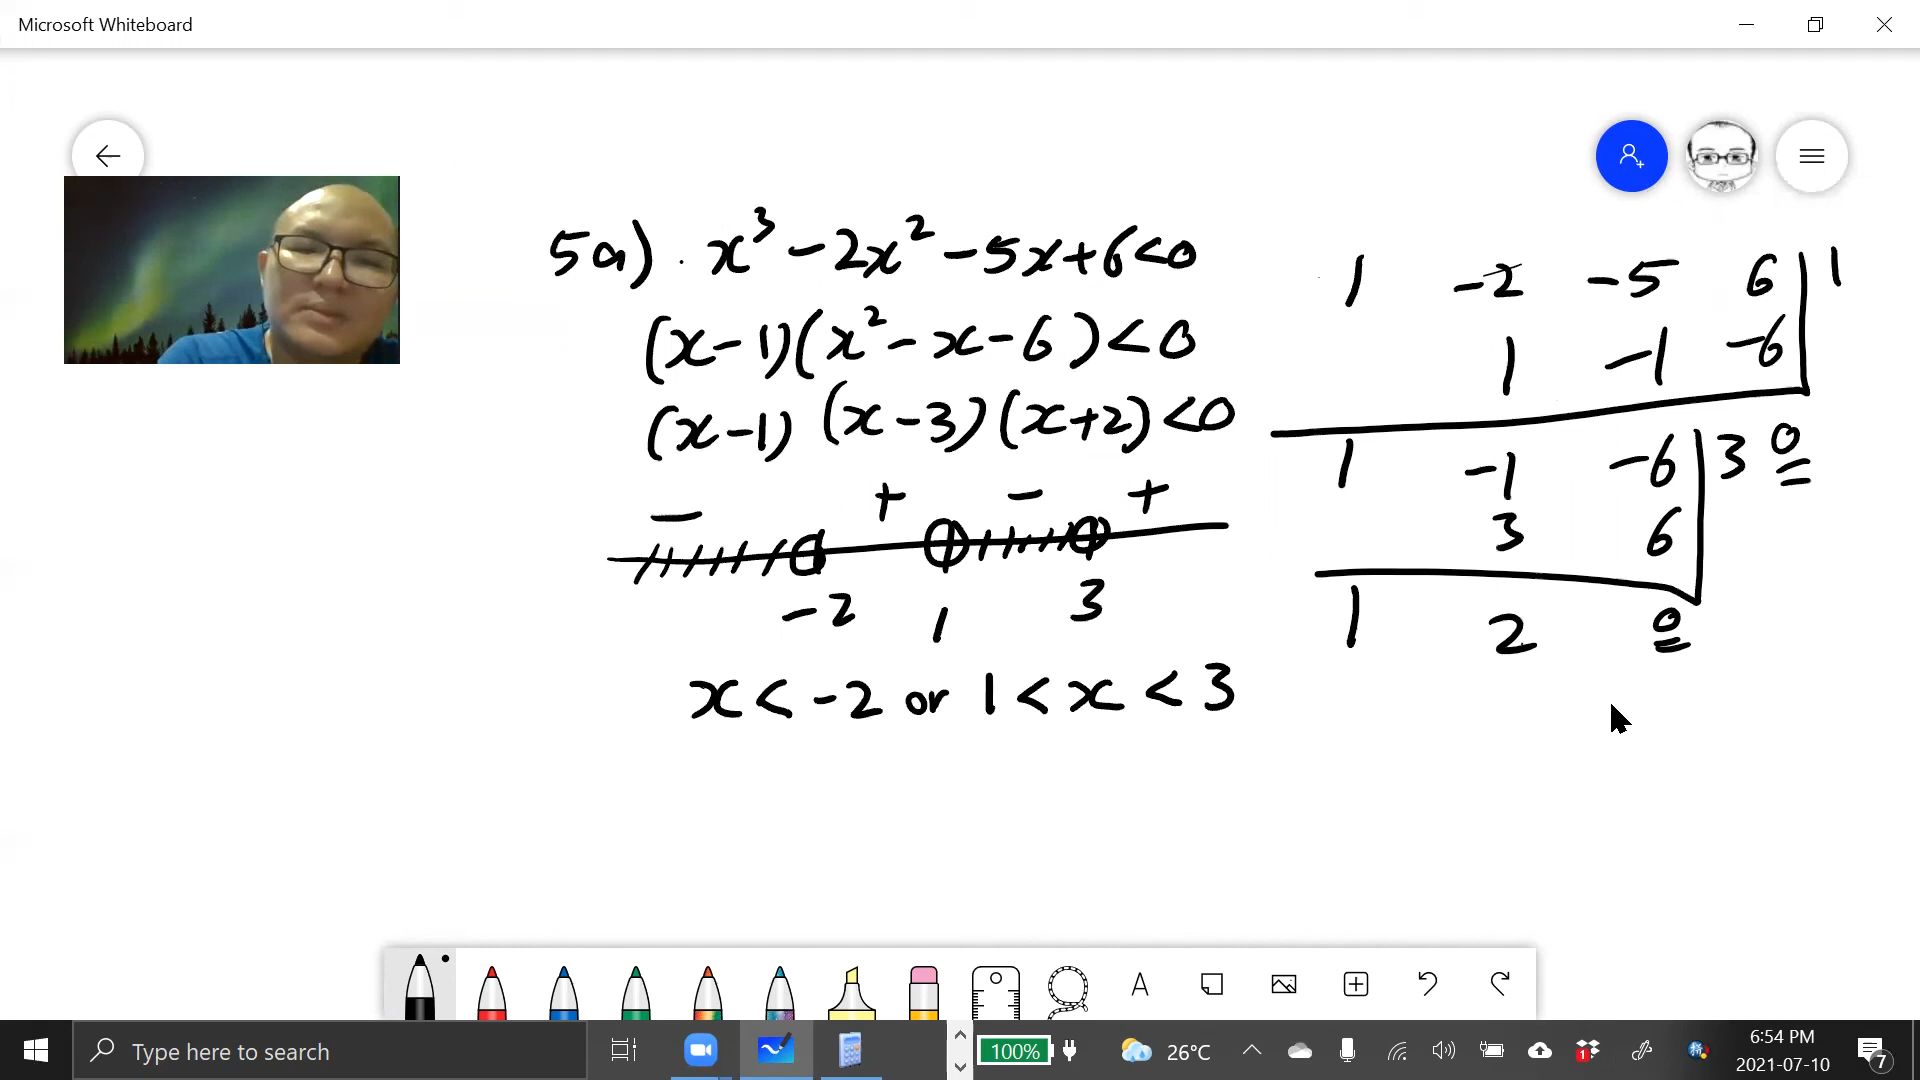 Microsoft Whiteboard
5a) . x³ - 2x² - 5x + 6 < 0
(x - 1)(x² - x - 6) < 0
(x - 1) (x - 3)(x + 2) < 0
- + - +
-2 1 3
x < -2 or 1 < x < 3
1 -2 -5 6 | 1
1 -1 -6
1 -1 -6 | 3 0
3 6
1 2 0
A
Type here to search
100%
26°C
1
6:54 PM
2021-07-10
7